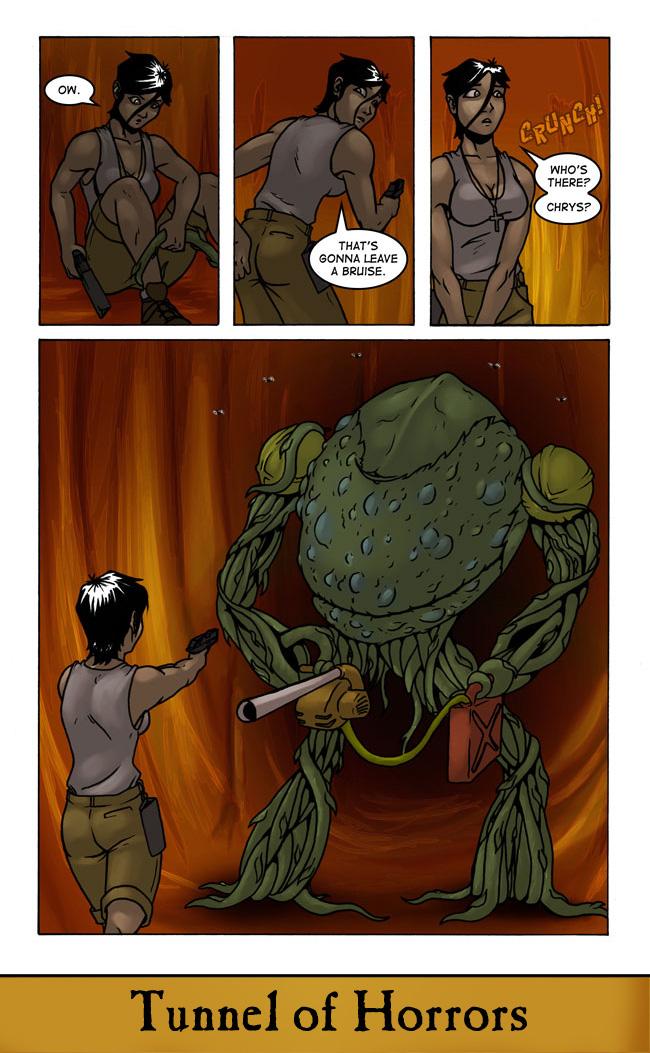 OW.
THAT'S
GONNA LEAVE
A BRUISE.
CRUNCH!
WHO'S
THERE?
CHRYS?
Tunnel of Horrors